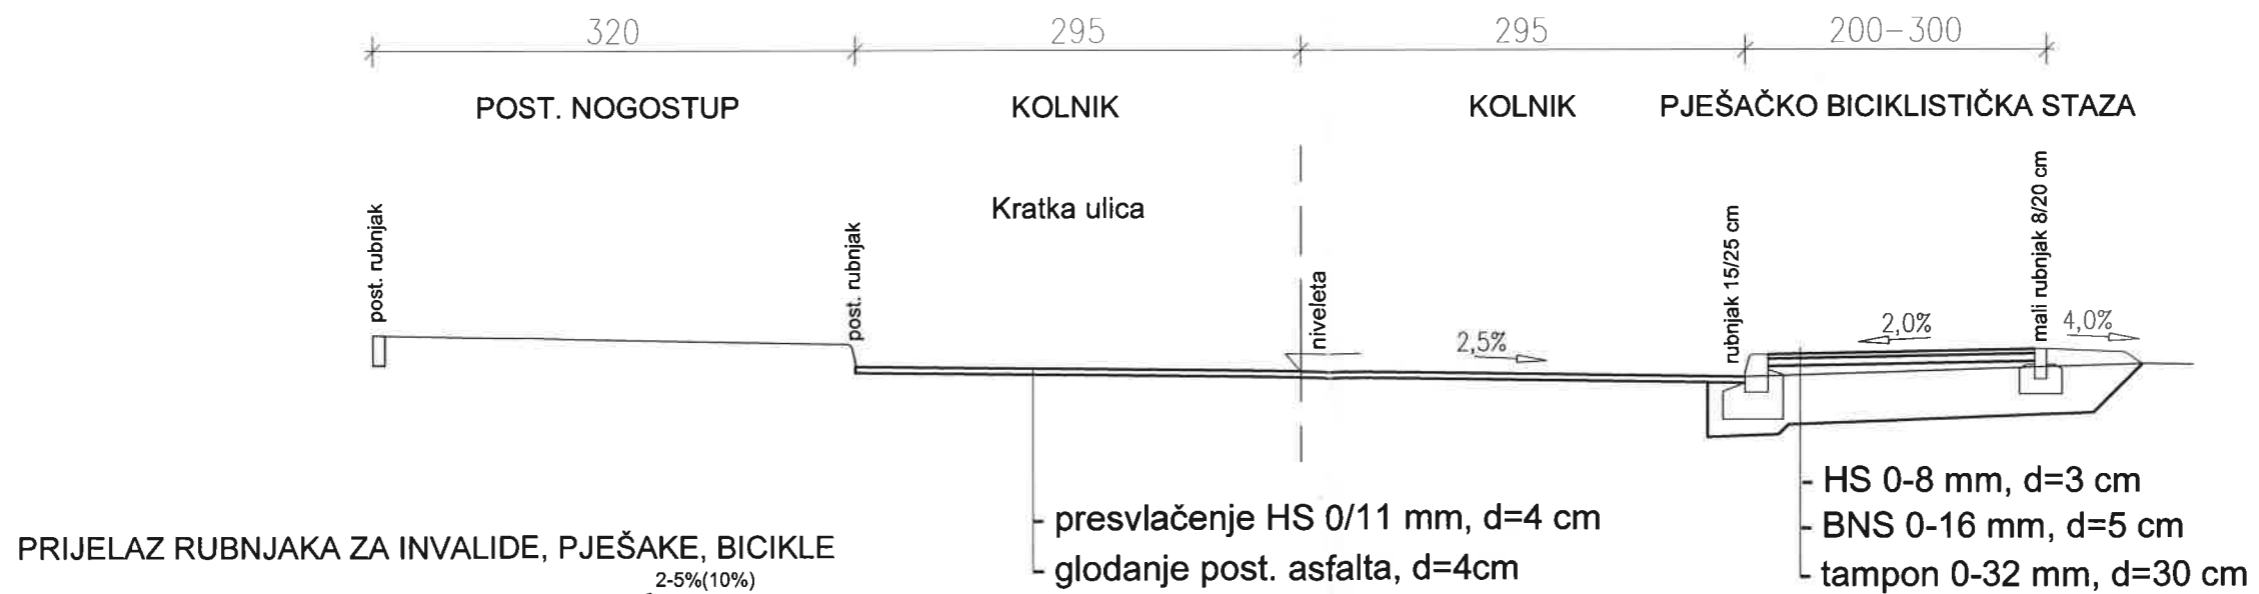 320
295
295
200-300
POST. NOGOSTUP
KOLNIK
KOLNIK
PJEŠAČKO BICIKLISTIČKA STAZA
Kratka ulica
post. rubnjak
post. rubnjak
niveleta
rubnjak 15/25 cm
mali rubnjak 8/20 cm
2,5%
2,0%
4,0%
- presvlačenje HS 0/11 mm, d=4 cm
- glodanje post. asfalta, d=4cm
- HS 0-8 mm, d=3 cm
- BNS 0-16 mm, d=5 cm
- tampon 0-32 mm, d=30 cm
PRIJELAZ RUBNJAKA ZA INVALIDE, PJEŠAKE, BICIKLE
2-5%(10%)